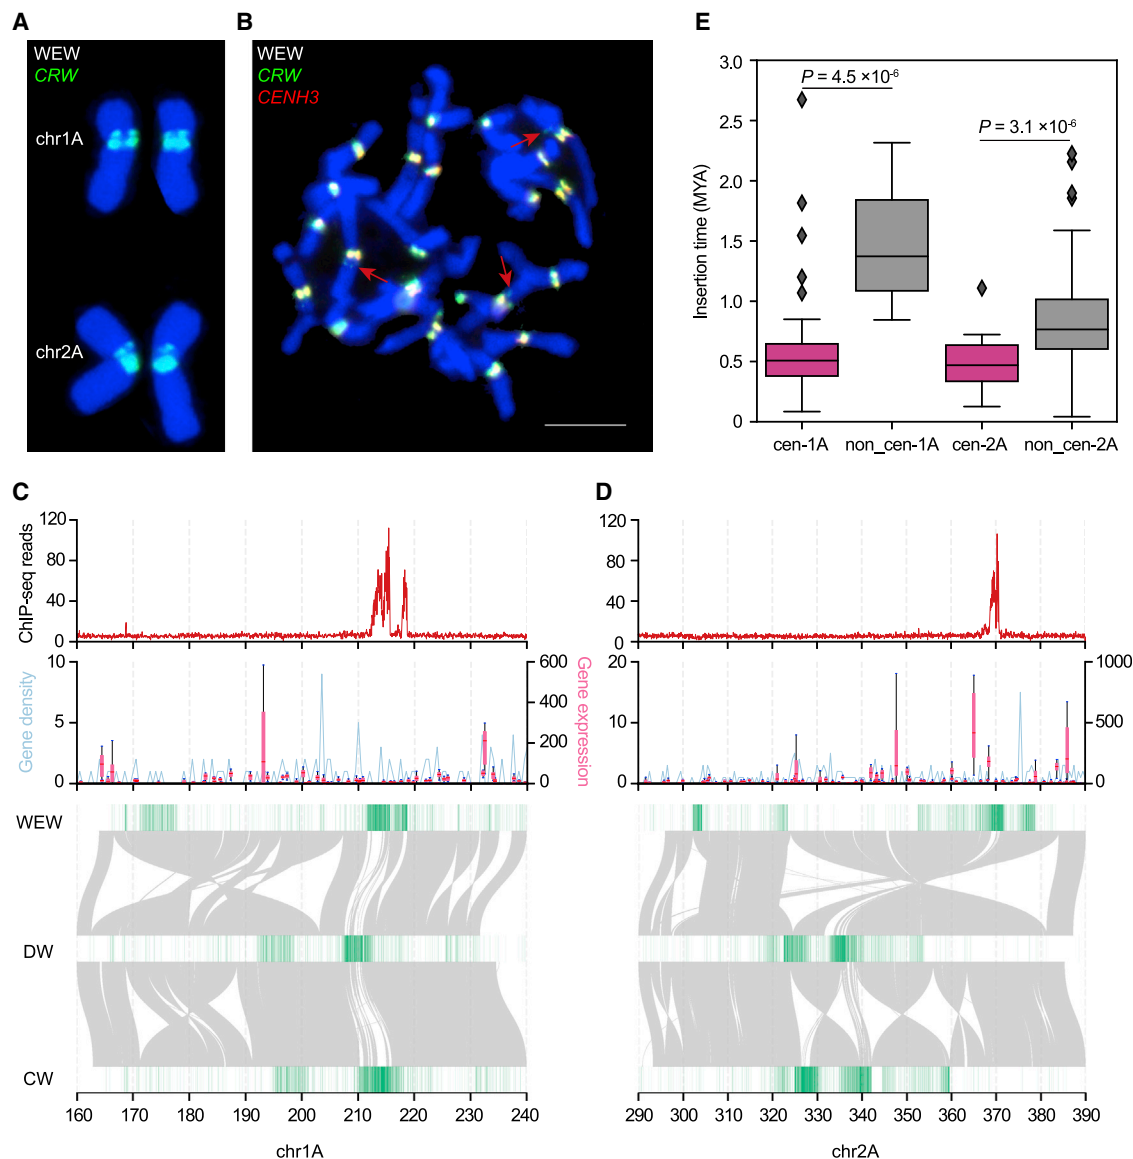 A
WEW
CRW
chr1A
chr2A
B
WEW
CRW
CENH3
E
3.0
2.5
2.0
1.5
1.0
0.5
0
Insertion time (MYA)
P = 4.5 ×10-6
P = 3.1 ×10-6
cen-1A non_cen-1A cen-2A non_cen-2A
C
120
80
40
0
ChIP-seq reads
10
5
0
Gene density
600
400
200
0
Gene expression
WEW
DW
CW
160 170 180 190 200 210 220 230 240
chr1A
D
120
80
40
0
20
10
0
1000
500
0
290 300 310 320 330 340 350 360 370 380 390
chr2A